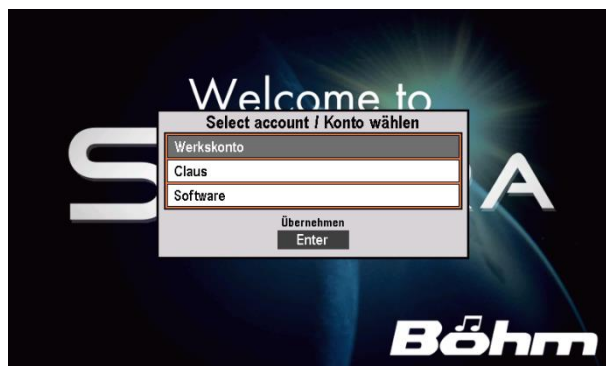 Welcome to
Select account / Konto wählen
Werkskonto
Claus
Software
Übernehmen
Enter
Böhm